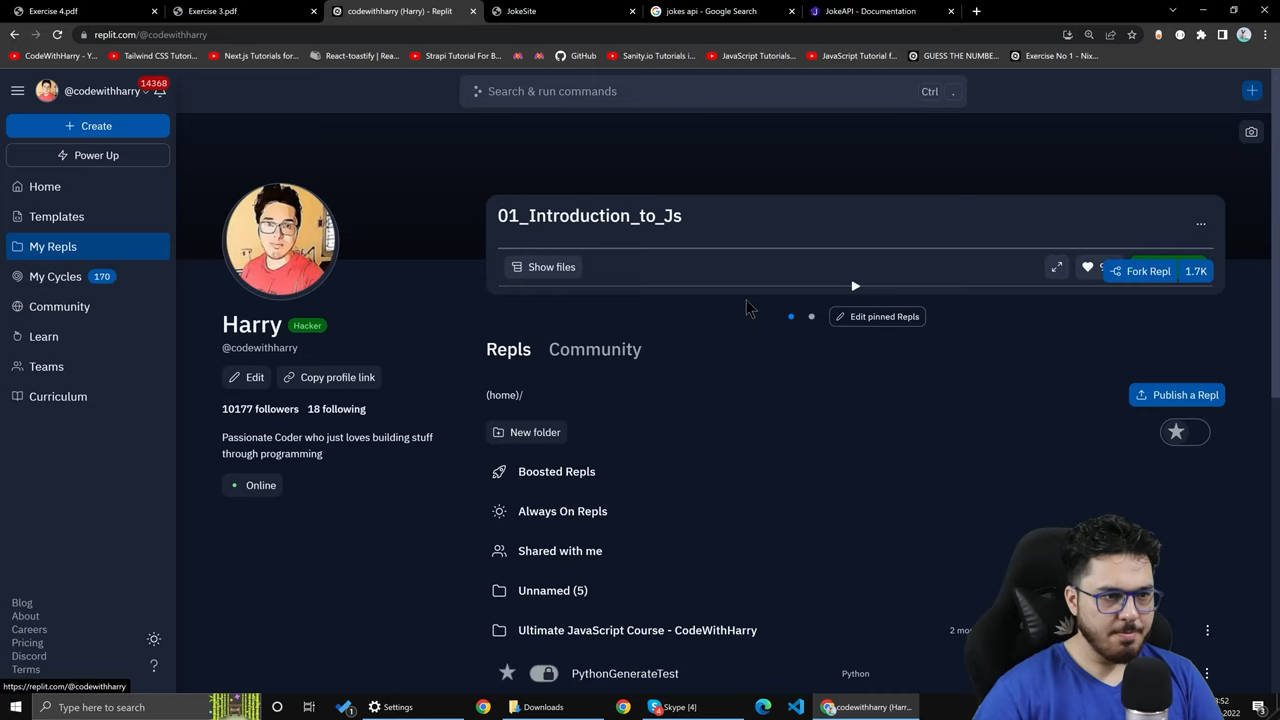 Exercise 4.pdf
Exercise 3.pdf
codewithharry (Harry) - Replit
JokeSite
jokes api - Google Search
JokeAPI - Documentation
replit.com/@codewithharry
CodeWithHarry - Y...
Tailwind CSS Tutori...
Next.js Tutorials for...
React-toastify | Rea...
Strapi Tutorial For B...
GitHub
Sanity.io Tutorials i...
JavaScript Tutorials...
JavaScript Tutorial f...
GUESS THE NUMBE...
Exercise No 1 - Nix...
@codewithharry
14368
Search & run commands
Ctrl
.
Create
Power Up
Home
Templates
My Repls
My Cycles
170
Community
Learn
Teams
Curriculum
01_Introduction_to_Js
...
Show files
Fork Repl
1.7K
Edit pinned Repls
Harry
Hacker
@codewithharry
Edit
Copy profile link
10177 followers
18 following
Passionate Coder who just loves building stuff
through programming
Online
Repls
Community
(home)/
Publish a Repl
New folder
Boosted Repls
Always On Repls
Shared with me
Unnamed (5)
Ultimate JavaScript Course - CodeWithHarry
2 mo
PythonGenerateTest
Python
Blog
About
Careers
Pricing
Discord
Terms
?
https://replit.com/@codewithharry
Type here to search
1
Settings
Downloads
Skype [4]
codewithharry (Harr...
:52
2022